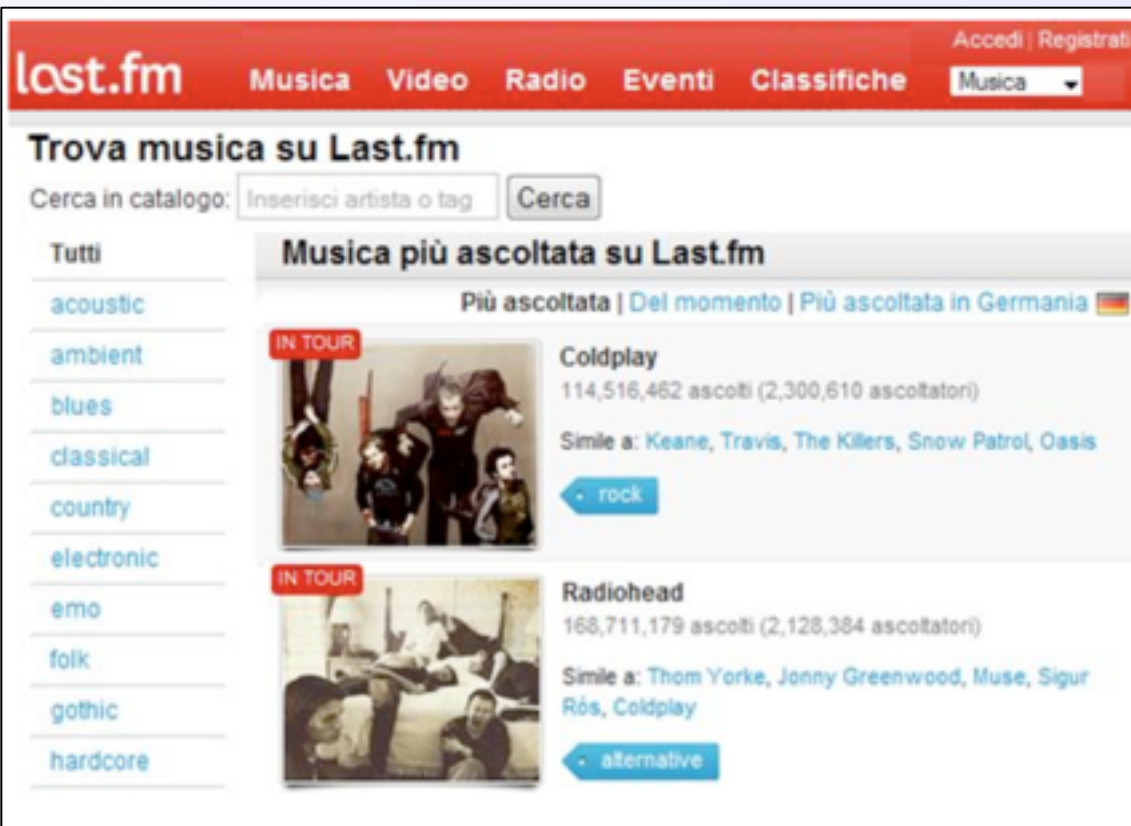 Accedi | Registrati
last.fm Musica Video Radio Eventi Classifiche Musica
Trova musica su Last.fm
Cerca in catalogo: Inserisci artista o tag Cerca
Tutti
acoustic
ambient
blues
classical
country
electronic
emo
folk
gothic
hardcore
Musica più ascoltata su Last.fm
Più ascoltata | Del momento | Più ascoltata in Germania
IN TOUR
Coldplay
114,516,462 ascolti (2,300,610 ascoltatori)
Simile a: Keane, Travis, The Killers, Snow Patrol, Oasis
rock
IN TOUR
Radiohead
168,711,179 ascolti (2,128,384 ascoltatori)
Simile a: Thom Yorke, Jonny Greenwood, Muse, Sigur
Rós, Coldplay
alternative